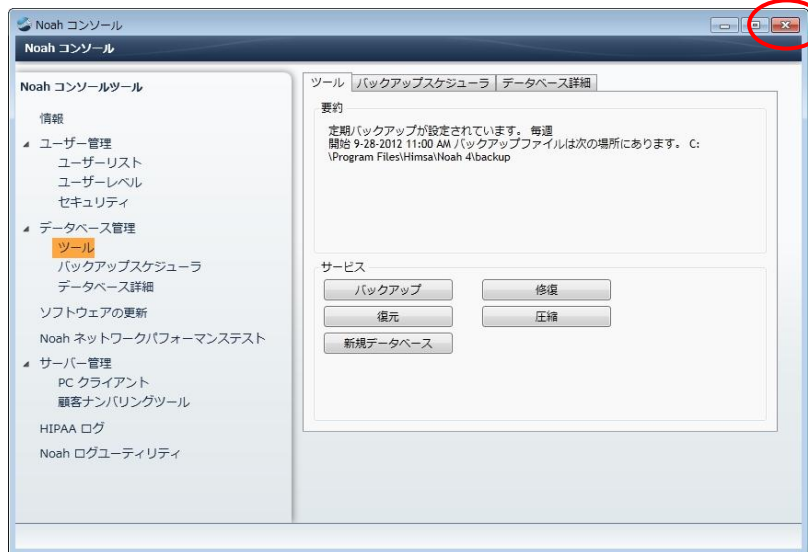 Noah コンソール
Noah コンソール
Noah コンソールツール
情報
ユーザー管理
ユーザーリスト
ユーザーレベル
セキュリティ
データベース管理
ツール
バックアップスケジューラ
データベース詳細
ソフトウェアの更新
Noah ネットワークパフォーマンステスト
サーバー管理
PC クライアント
顧客ナンバリングツール
HIPAA ログ
Noah ログユーティリティ
ツール バックアップスケジューラ データベース詳細
要約
定期バックアップが設定されています。 毎週
開始 9-28-2012 11:00 AM バックアップファイルは次の場所にあります。 C:
\Program Files\Himsa\Noah 4\backup
サービス
バックアップ 修復
復元 圧縮
新規データベース